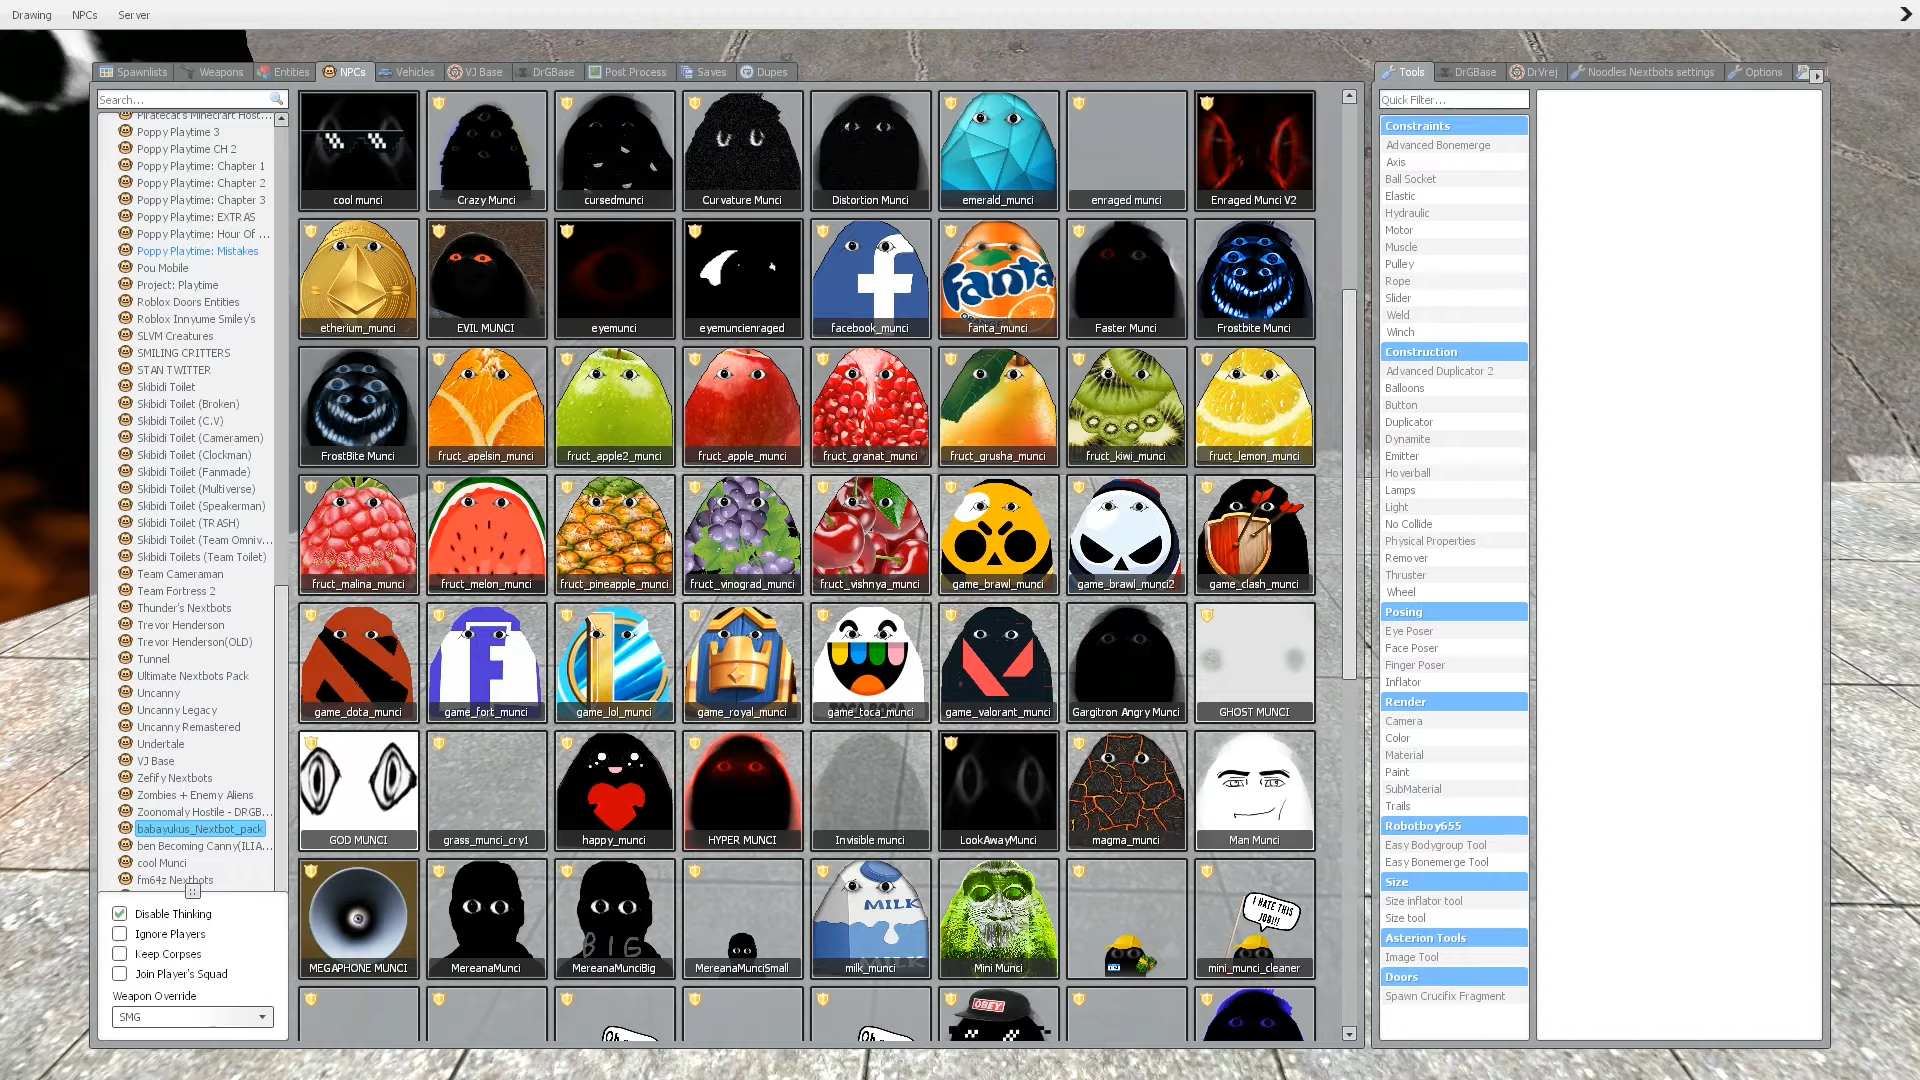 Drawing NPCs Server
Spawnlists Weapons Entities NPCs Vehicles VJ Base DrGBase Post Process Saves Dupes
Tools DrGBase DrVrej Noodles Nextbots settings Options
Search...
Piratecat's Minecraft Host...
Poppy Playtime 3
Poppy Playtime CH 2
Poppy Playtime: Chapter 1
Poppy Playtime: Chapter 2
Poppy Playtime: Chapter 3
Poppy Playtime: EXTRAS
Poppy Playtime: Hour Of ...
Poppy Playtime: Mistakes
Pou Mobile
Project: Playtime
Roblox Doors Entities
Roblox Innyume Smiley's
SLVM Creatures
SMILING CRITTERS
STAN TWITTER
Skibidi Toilet
Skibidi Toilet (Broken)
Skibidi Toilet (C.V)
Skibidi Toilet (Cameramen)
Skibidi Toilet (Clockman)
Skibidi Toilet (Fanmade)
Skibidi Toilet (Multiverse)
Skibidi Toilet (Speakerman)
Skibidi Toilet (TRASH)
Skibidi Toilet (Team Omniv...
Skibidi Toilets (Team Toilet)
Team Cameraman
Team Fortress 2
Thunder's Nextbots
Trevor Henderson
Trevor Henderson(OLD)
Tunnel
Ultimate Nextbots Pack
Uncanny
Uncanny Legacy
Uncanny Remastered
Undertale
VJ Base
Zefify Nextbots
Zombies + Enemy Aliens
Zoonomaly Hostile - DRGB...
babayukus_Nextbot_pack
ben Becoming Canny(ILIA...
cool Munci
fm64z Nextbots
Disable Thinking
Ignore Players
Keep Corpses
Join Player's Squad
Weapon Override
SMG
cool munci Crazy Munci cursedmunci Curvature Munci Distortion Munci emerald_munci enraged munci Enraged Munci V2
fanta
etherium_munci EVIL MUNCI eyemunci eyemuncienraged facebook_munci fanta_munci Faster Munci Frostbite Munci
FrostBite Munci fruct_apelsin_munci fruct_apple2_munci fruct_apple_munci fruct_granat_munci fruct_grusha_munci fruct_kiwi_munci fruct_lemon_munci
fruct_malina_munci fruct_melon_munci fruct_pineapple_munci fruct_vinograd_munci fruct_vishnya_munci game_brawl_munci game_brawl_munci2 game_clash_munci
game_dota_munci game_fort_munci game_lol_munci game_royal_munci game_toca_munci game_valorant_munci Gargitron Angry Munci GHOST MUNCI
GOD MUNCI grass_munci_cry1 happy_munci HYPER MUNCI Invisible munci LookAwayMunci magma_munci Man Munci
BIG
MILK
I HATE THIS
JOB!!!
MEGAPHONE MUNCI MereanaMunci MereanaMunciBig MereanaMunciSmall milk_munci Mini Munci mini_munci_cleaner
OBEY
Quick Filter...
Constraints
Advanced Bonemerge
Axis
Ball Socket
Elastic
Hydraulic
Motor
Muscle
Pulley
Rope
Slider
Weld
Winch
Construction
Advanced Duplicator 2
Balloons
Button
Duplicator
Dynamite
Emitter
Hoverball
Lamps
Light
No Collide
Physical Properties
Remover
Thruster
Wheel
Posing
Eye Poser
Face Poser
Finger Poser
Inflator
Render
Camera
Color
Material
Paint
SubMaterial
Trails
Robotboy655
Easy Bodygroup Tool
Easy Bonemerge Tool
Size
Size inflator tool
Size tool
Asterion Tools
Image Tool
Doors
Spawn Crucifix Fragment